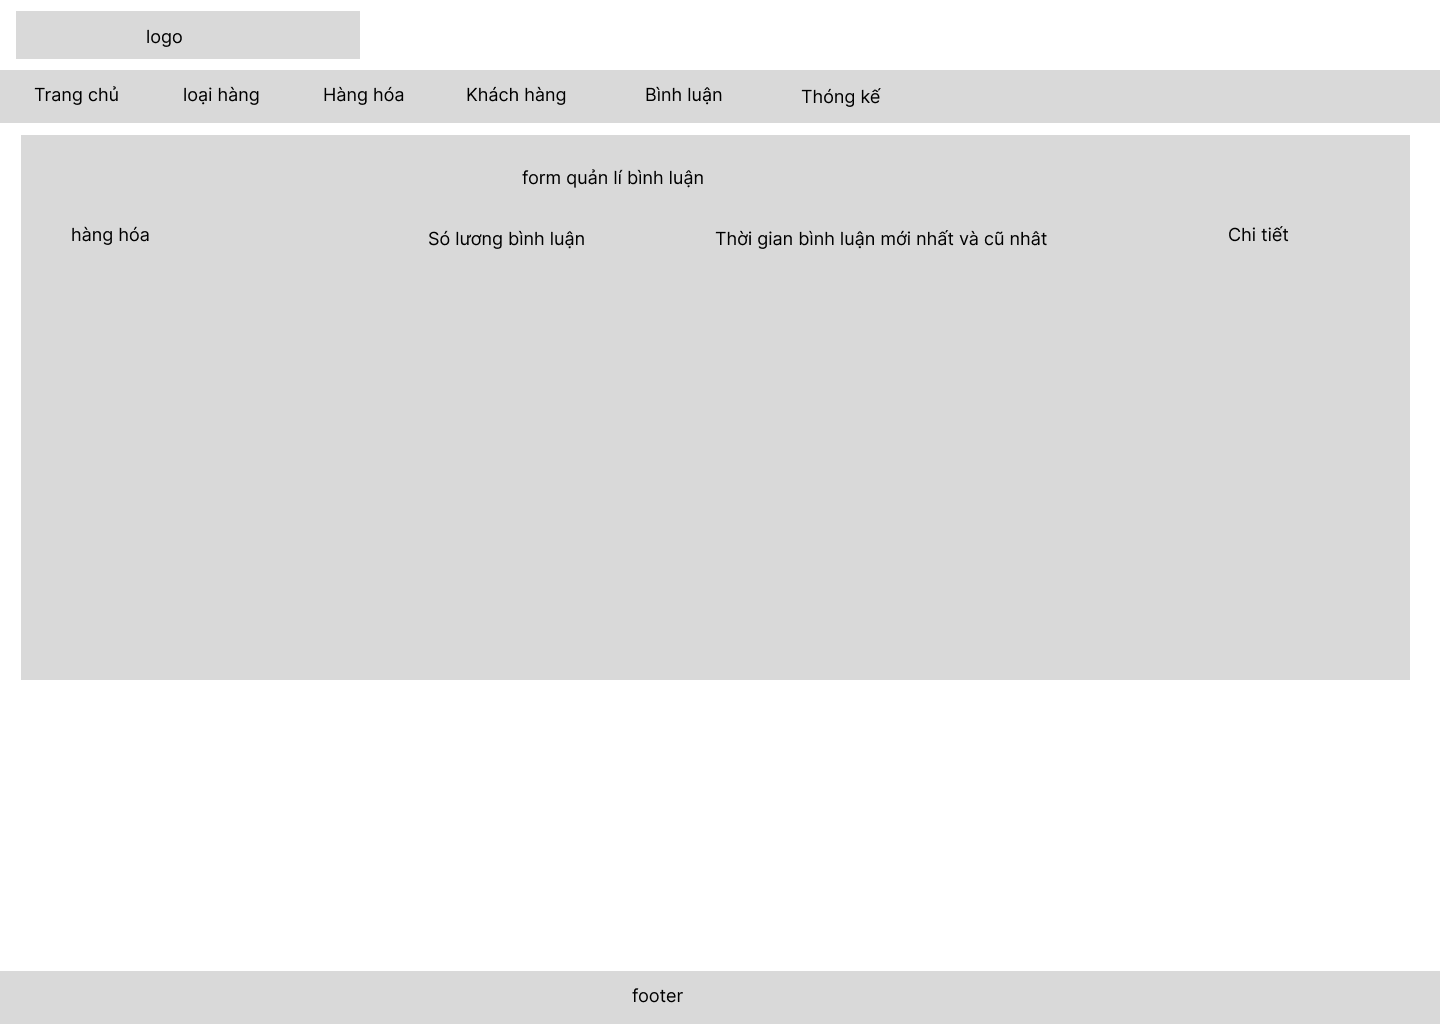 logo
Trang chủ loại hàng Hàng hóa Khách hàng Bình luận Thóng kế
form quản lí bình luận
hàng hóa Só lương bình luận Thời gian bình luận mới nhất và cũ nhât Chi tiết
footer